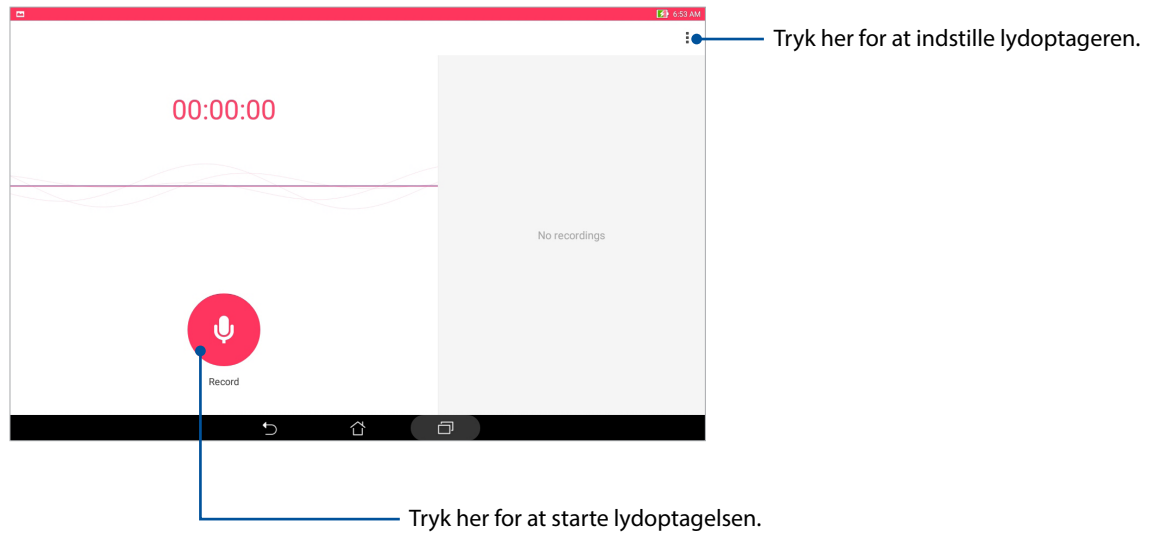 6:53 AM
Tryk her for at indstille lydoptageren.
00:00:00
No recordings
Record
Tryk her for at starte lydoptagelsen.